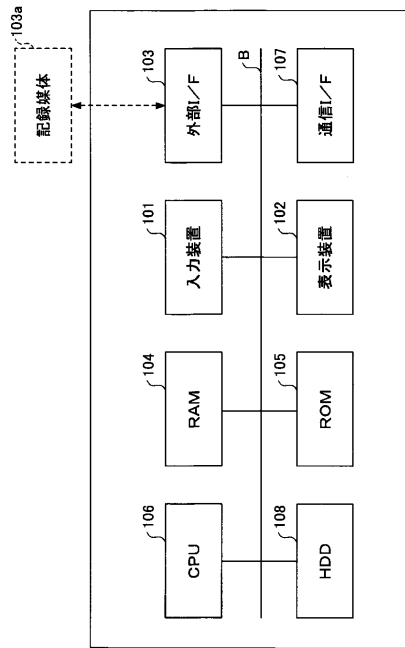 103a
記録媒体
106
CPU
104
RAM
101
入力装置
103
外部I/F
B
108
HDD
105
ROM
102
表示装置
107
通信I/F